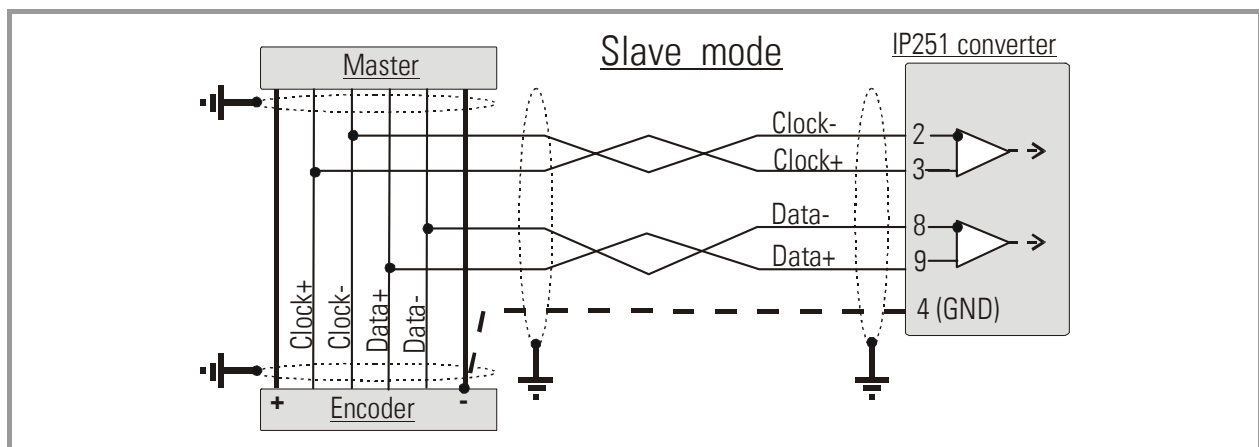 Slave mode
IP251 converter
Master
Clock-
2
Clock+
3
Data-
8
Data+
9
4 (GND)
Clock+
Clock-
Data+
Data-
+
-
Encoder